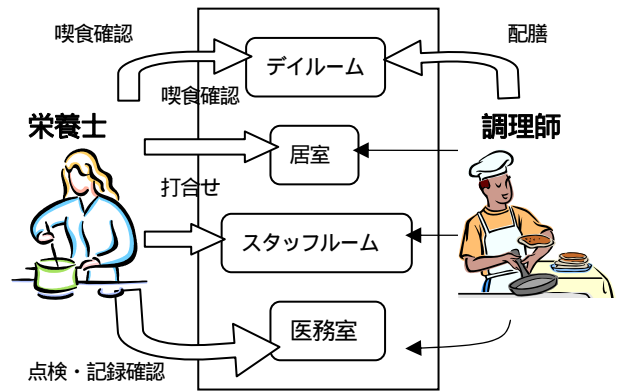 喫食確認
配膳
デイルーム
喫食確認
栄養士
調理師
居室
打合せ
スタッフルーム
医務室
点検・記録確認